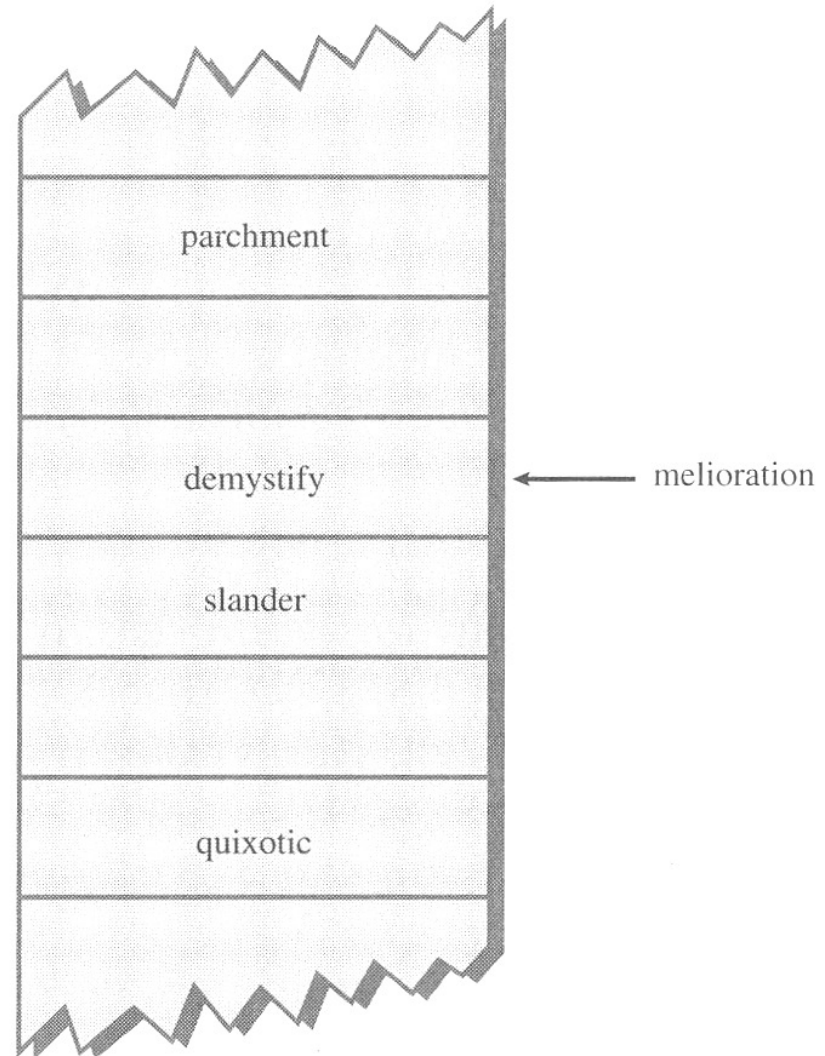 parchment
demystify
melioration
slander
quixotic